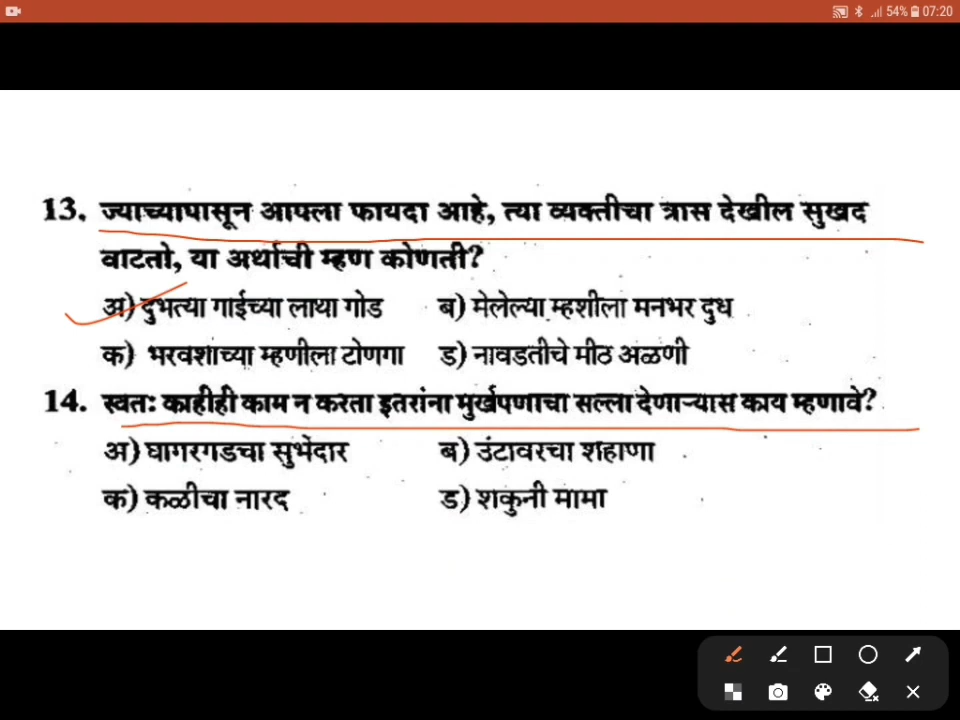 54% 07:20
13. ज्याच्यापासून आपला फायदा आहे, त्या व्यक्तीचा त्रास देखील सुखद
वाटतो, या अर्थाची म्हण कोणती?
अ) दुभत्या गाईच्या लाथा गोड ब) मेलेल्या म्हशीला मनभर दुध
क) भरवशाच्या म्हणीला टोणगा ड) नावडतीचे मीठ अळणी
14. स्वतः काहीही काम न करता इतरांना मुर्खपणाचा सल्ला देणाऱ्यास काय म्हणावे?
अ) घागरगडचा सुभेदार ब) उंटावरचा शहाणा
क) कळीचा नारद ड) शकुनी मामा